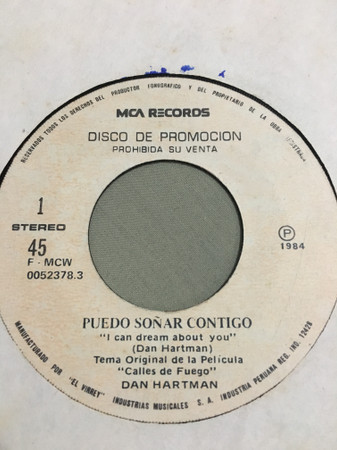 RESERVADOS TODOS LOS DERECHOS DEL PRODUCTOR FONOGRAFICO Y DEL PROPIETARIO DE LA OBRA
MCA RECORDS
DISCO DE PROMOCION
PROHIBIDA SU VENTA
1
STEREO
45
F - MCW
0052378.3
P
1984
PUEDO SOÑAR CONTIGO
"I can dream about you"
(Dan Hartman)
Tema Original de la Película
"Calles de Fuego"
DAN HARTMAN
MANUFACTURADO POR "EL VIRREY" INDUSTRIAS MUSICALES S. A. INDUSTRIA PERUANA REG. IND. 12428